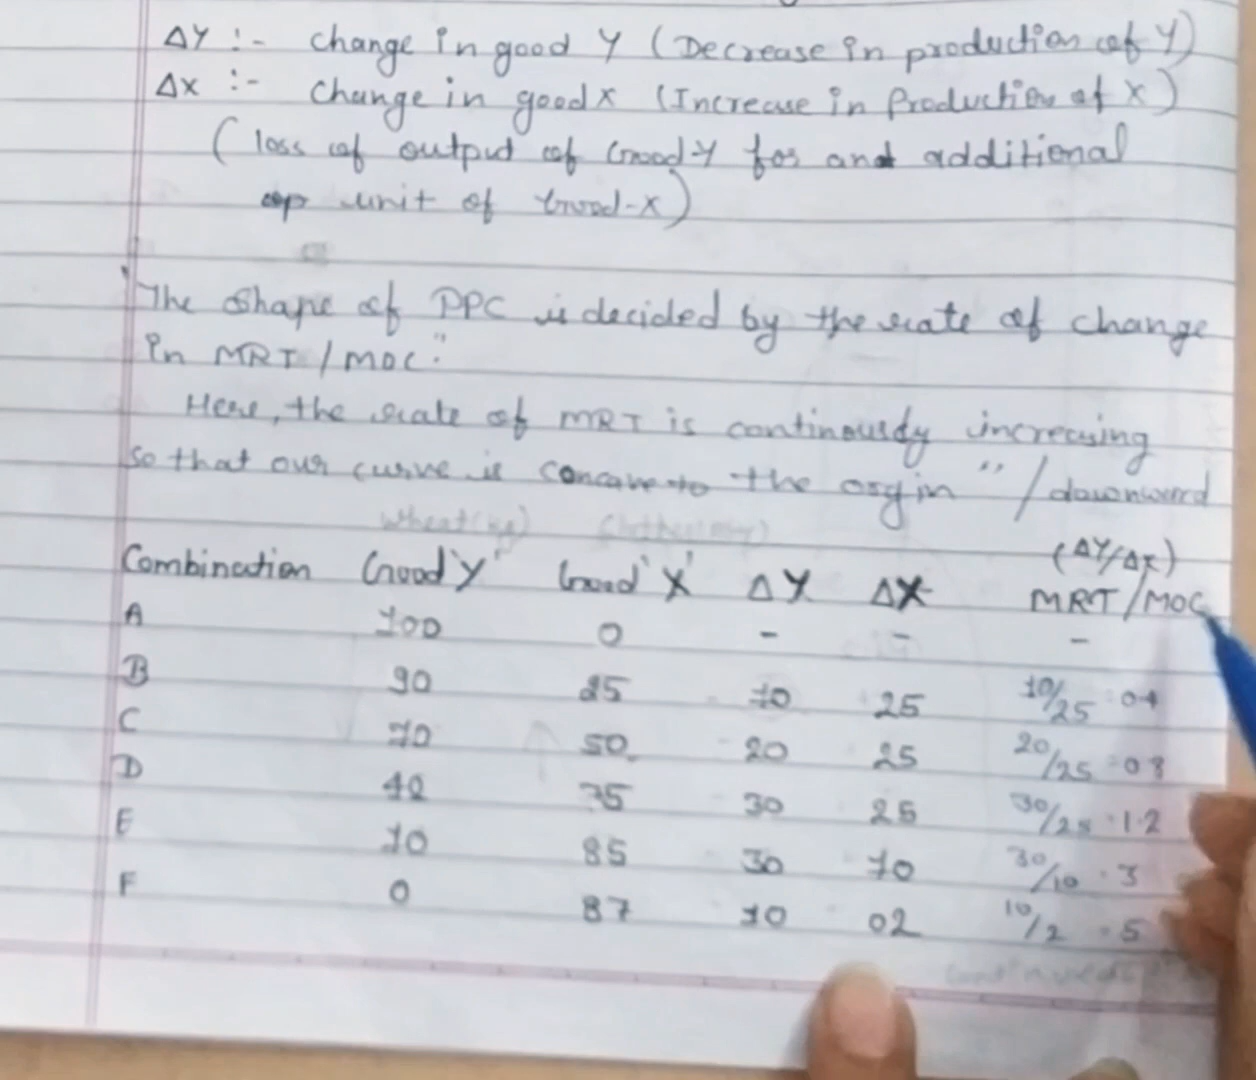 ΔY :- change in good Y (Decrease in production of Y)
Δx :- change in good x (Increase in Production of x)
(loss of output of Good-Y for and additional
op unit of Good-x)
"The shape of PPC is decided by the rate of change
in MRT/MOC".
Here, the rate of MRT is continously increasing
so that our curve is concave to the orgin "/downward
wheat(kg)
(ΔY/Δx)
Combination Good'Y' Good'X' ΔY ΔX MRT/MOC
A 100 0 - - -
B 90 25 10 25 10/25 = 0.4
C 70 50 20 25 20/25 = 0.8
D 40 75 30 25 30/25 = 1.2
E 10 85 30 10 30/10 = 3
F 0 87 10 02 10/2 = 5